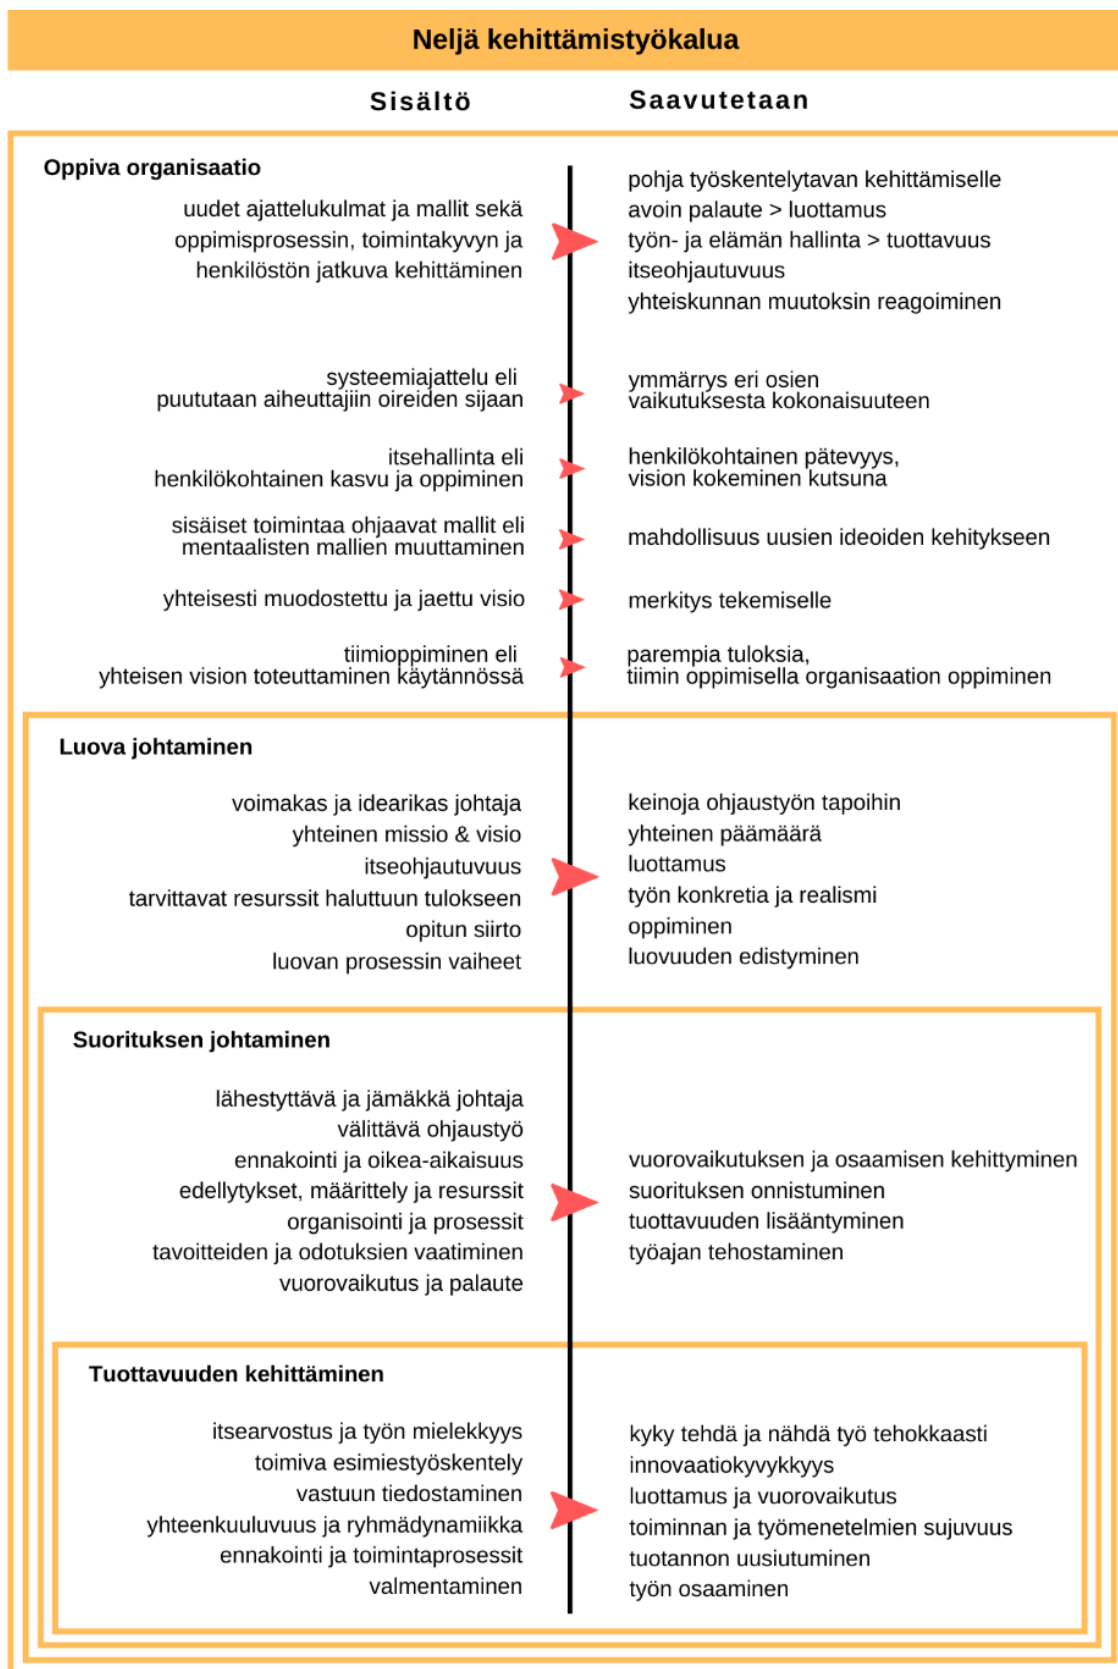 Neljä kehittämistyökalua
Sisältö
Saavutetaan
Oppiva organisaatio
uudet ajattelukulmat ja mallit sekä
oppimisprosessin, toimintakyvyn ja
henkilöstön jatkuva kehittäminen
pohja työskentelytavan kehittämiselle
avoin palaute > luottamus
työn- ja elämän hallinta > tuottavuus
itseohjautuvuus
yhteiskunnan muutoksin reagoiminen
systeemiajattelu eli
puututaan aiheuttajiin oireiden sijaan
ymmärrys eri osien
vaikutuksesta kokonaisuuteen
itsehallinta eli
henkilökohtainen kasvu ja oppiminen
henkilökohtainen pätevyys,
vision kokeminen kutsuna
sisäiset toimintaa ohjaavat mallit eli
mentaalisten mallien muuttaminen
mahdollisuus uusien ideoiden kehitykseen
yhteisesti muodostettu ja jaettu visio
merkitys tekemiselle
tiimioppiminen eli
yhteisen vision toteuttaminen käytännössä
parempia tuloksia,
tiimin oppimisella organisaation oppiminen
Luova johtaminen
voimakas ja idearikas johtaja
yhteinen missio & visio
itseohjautuvuus
tarvittavat resurssit haluttuun tulokseen
opitun siirto
luovan prosessin vaiheet
keinoja ohjaustyön tapoihin
yhteinen päämäärä
luottamus
työn konkretia ja realismi
oppiminen
luovuuden edistyminen
Suorituksen johtaminen
lähestyttävä ja jämäkkä johtaja
välittävä ohjaustyö
ennakointi ja oikea-aikaisuus
edellytykset, määrittely ja resurssit
organisointi ja prosessit
tavoitteiden ja odotuksien vaatiminen
vuorovaikutus ja palaute
vuorovaikutuksen ja osaamisen kehittyminen
suorituksen onnistuminen
tuottavuuden lisääntyminen
työajan tehostaminen
Tuottavuuden kehittäminen
itsearvostus ja työn mielekkyys
toimiva esimiestyöskentely
vastuun tiedostaminen
yhteenkuuluvuus ja ryhmädynamiikka
ennakointi ja toimintaprosessit
valmentaminen
kyky tehdä ja nähdä työ tehokkaasti
innovaatiokyvykkyys
luottamus ja vuorovaikutus
toiminnan ja työmenetelmien sujuvuus
tuotannon uusiutuminen
työn osaaminen